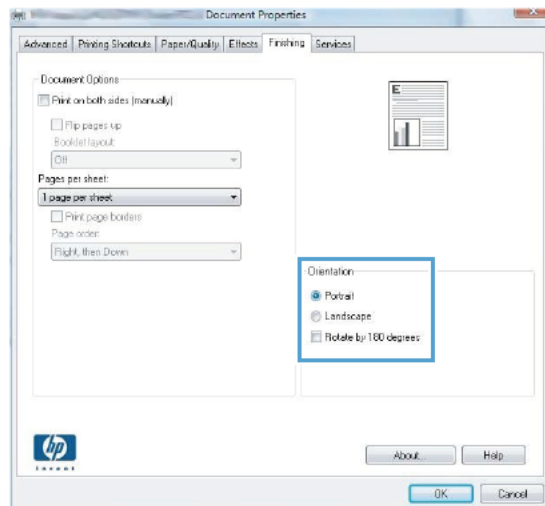 Document Properties
Advanced Printing Shortcuts Paper/Quality Effects Finishing Services
Document Options
Print on both sides (manually)
Flip pages up
Booklet layout:
Off
Pages per sheet:
1 page per sheet
Print page borders
Page order:
Right, then Down
E
Orientation
Portrait
Landscape
Rotate by 180 degrees
hp
invent
About... Help
OK Cancel